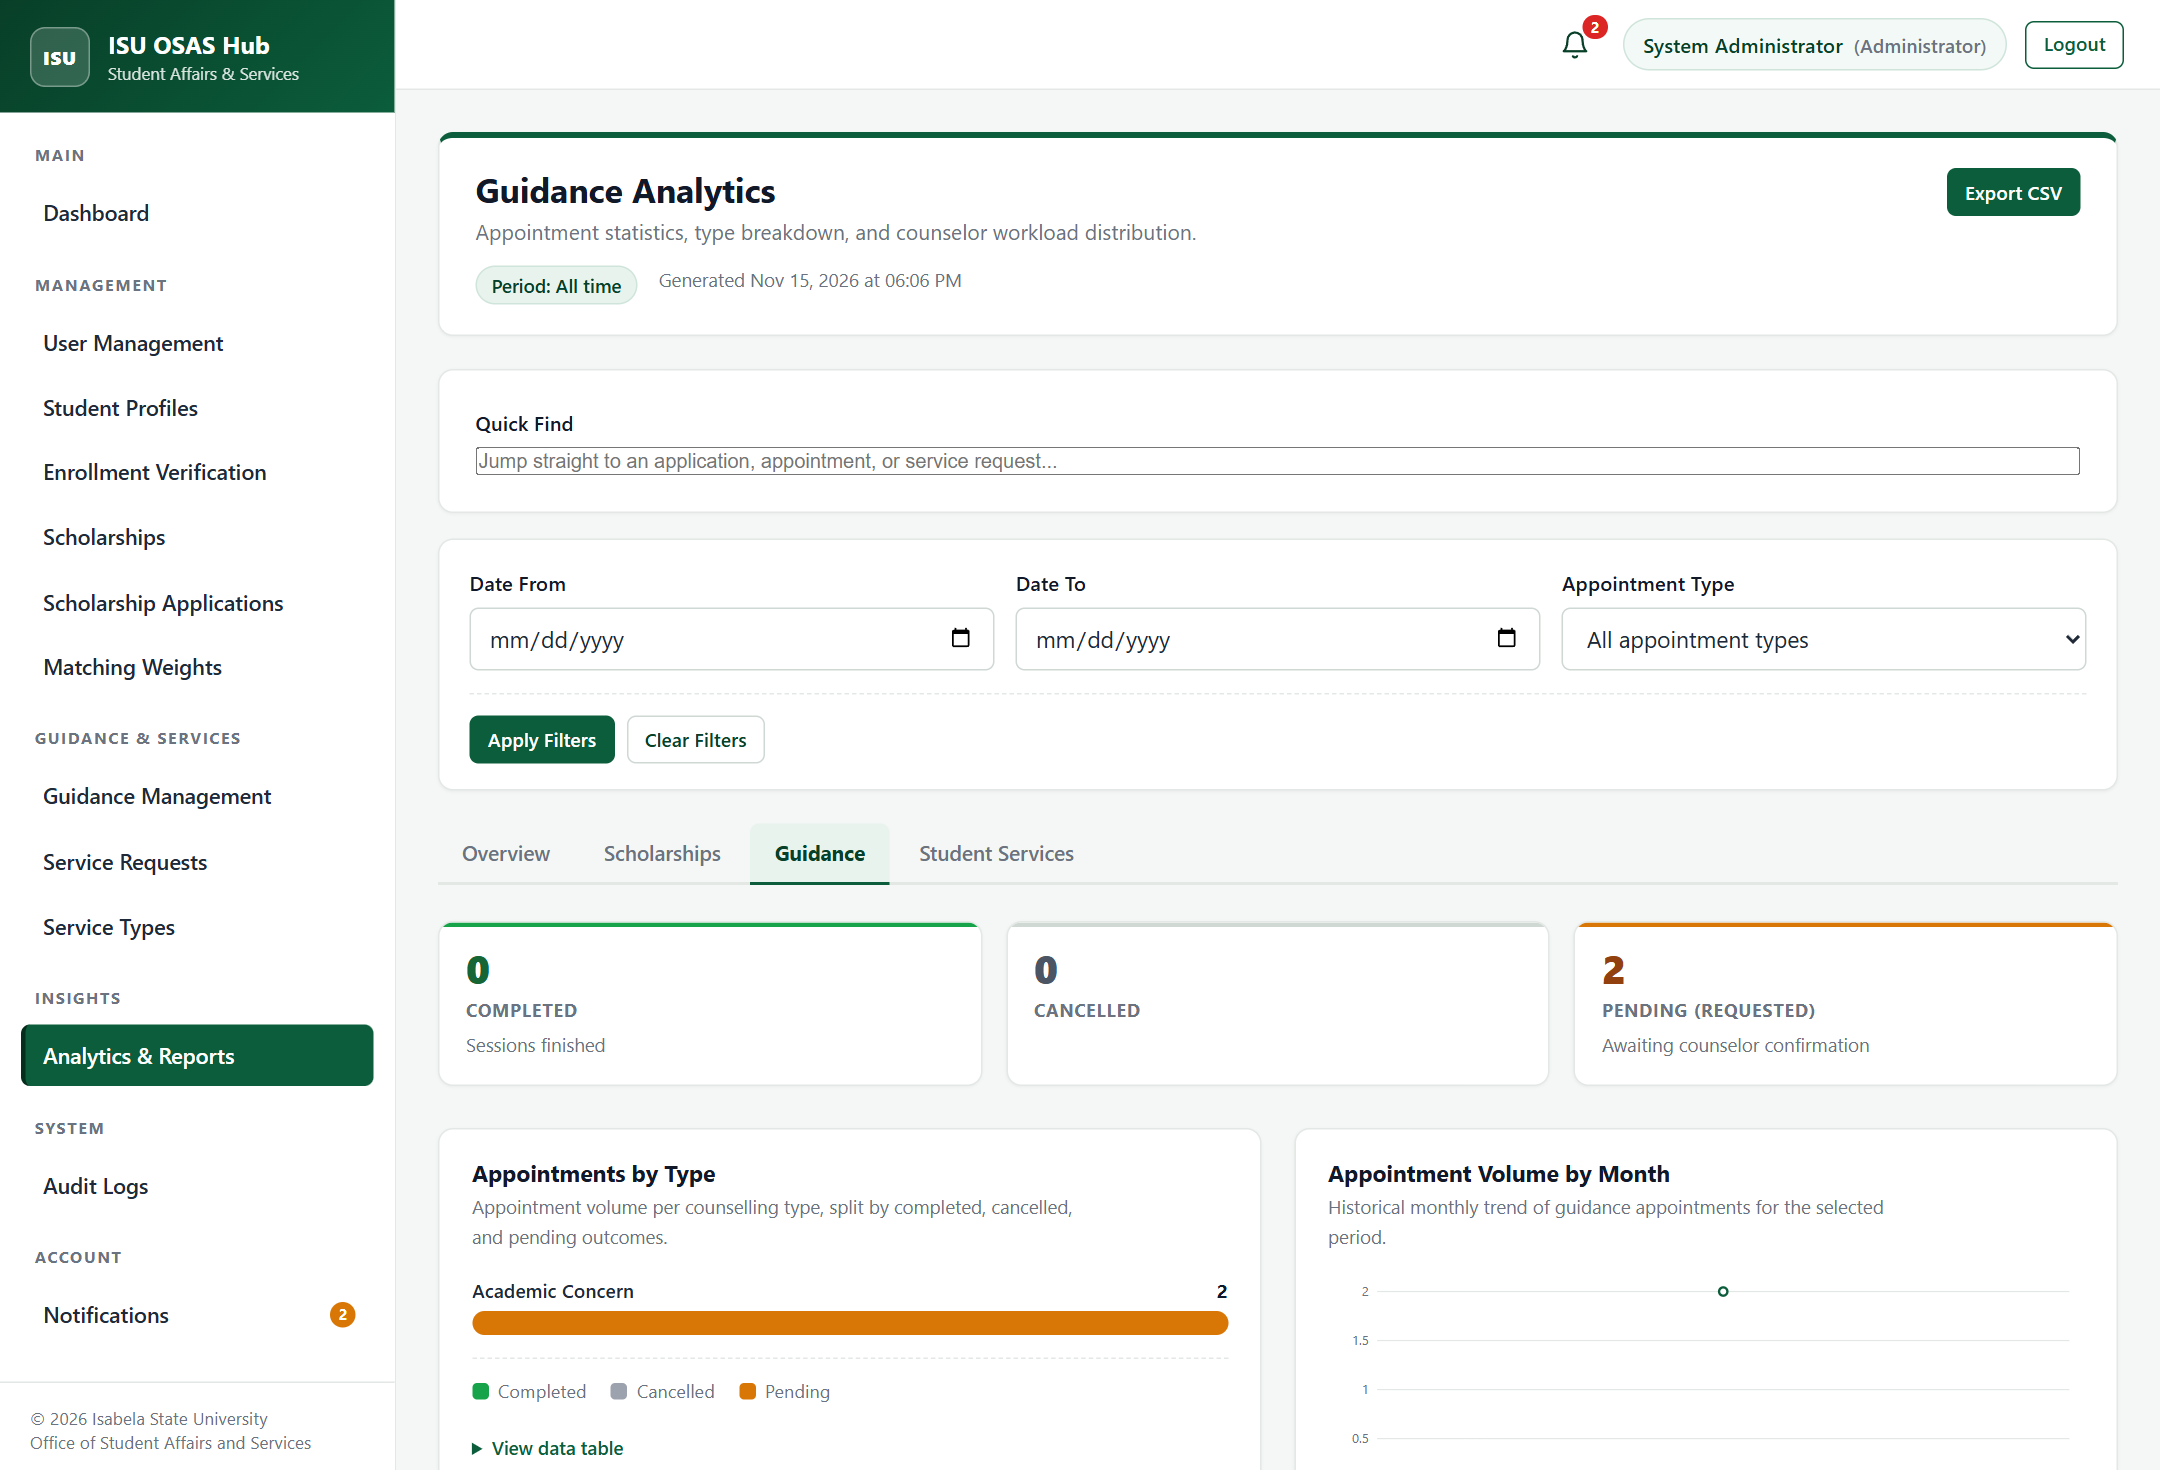 ISU
ISU OSAS Hub
Student Affairs & Services
2
System Administrator (Administrator)
Logout
MAIN
Dashboard
MANAGEMENT
User Management
Student Profiles
Enrollment Verification
Scholarships
Scholarship Applications
Matching Weights
GUIDANCE & SERVICES
Guidance Management
Service Requests
Service Types
INSIGHTS
Analytics & Reports
SYSTEM
Audit Logs
ACCOUNT
Notifications 2
© 2026 Isabela State University
Office of Student Affairs and Services
Guidance Analytics
Export CSV
Appointment statistics, type breakdown, and counselor workload distribution.
Period: All time
Generated Nov 15, 2026 at 06:06 PM
Quick Find
Jump straight to an application, appointment, or service request...
Date From
Date To
Appointment Type
mm/dd/yyyy
mm/dd/yyyy
All appointment types
Apply Filters
Clear Filters
Overview
Scholarships
Guidance
Student Services
0
COMPLETED
Sessions finished
0
CANCELLED
2
PENDING (REQUESTED)
Awaiting counselor confirmation
Appointments by Type
Appointment volume per counselling type, split by completed, cancelled,
and pending outcomes.
Academic Concern 2
Completed
Cancelled
Pending
View data table
Appointment Volume by Month
Historical monthly trend of guidance appointments for the selected
period.
2
1.5
1
0.5